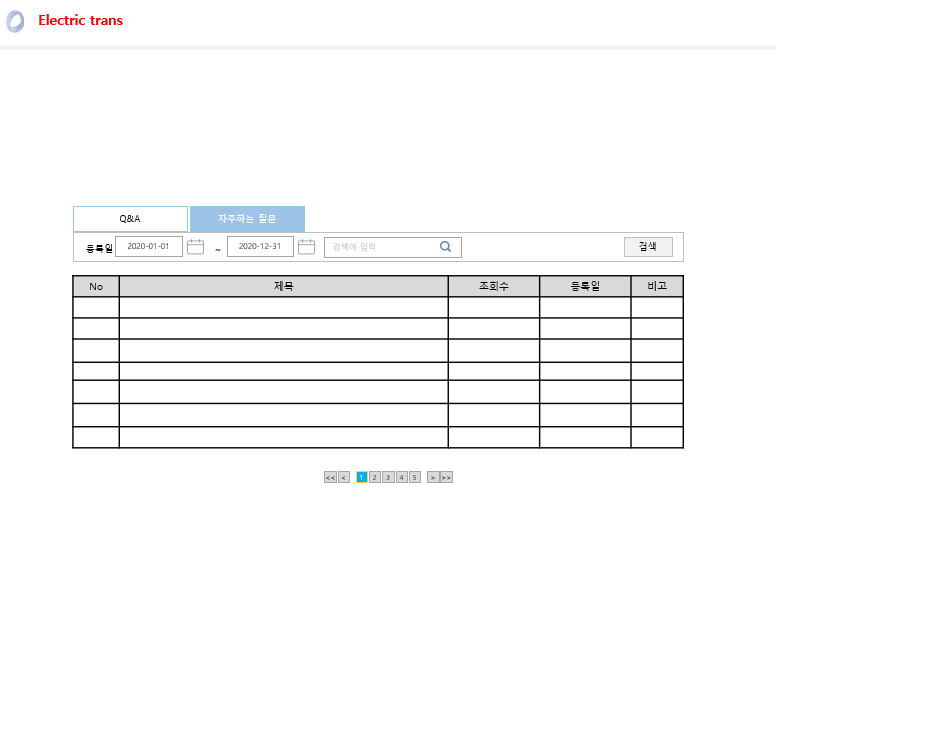 Electric trans
Q&A 자주하는 질문
등록일 2020-01-01 ~ 2020-12-31 검색어 입력 검색
No 제목 조회수 등록일 비고
<< < 1 2 3 4 5 > >>